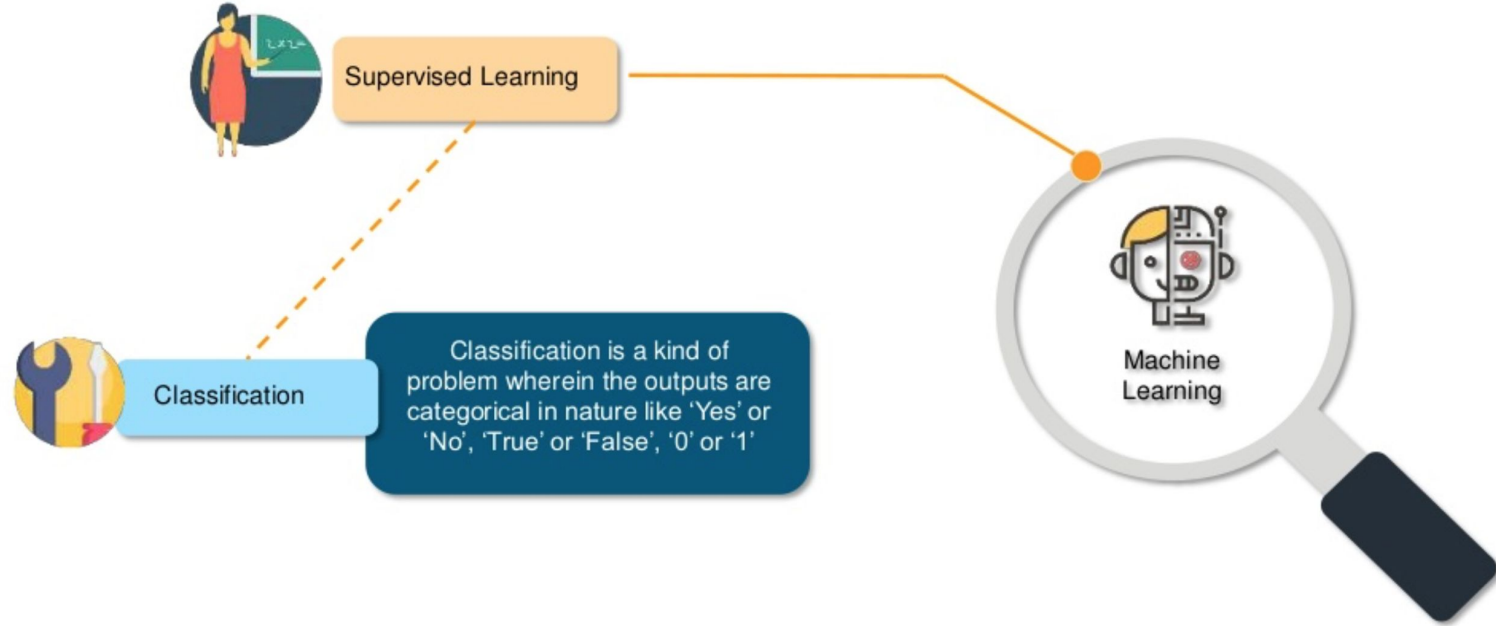 2x2=
Supervised Learning
Classification
Classification is a kind of
problem wherein the outputs are
categorical in nature like ‘Yes’ or
‘No’, ‘True’ or ‘False’, ‘0’ or ‘1’
Machine
Learning